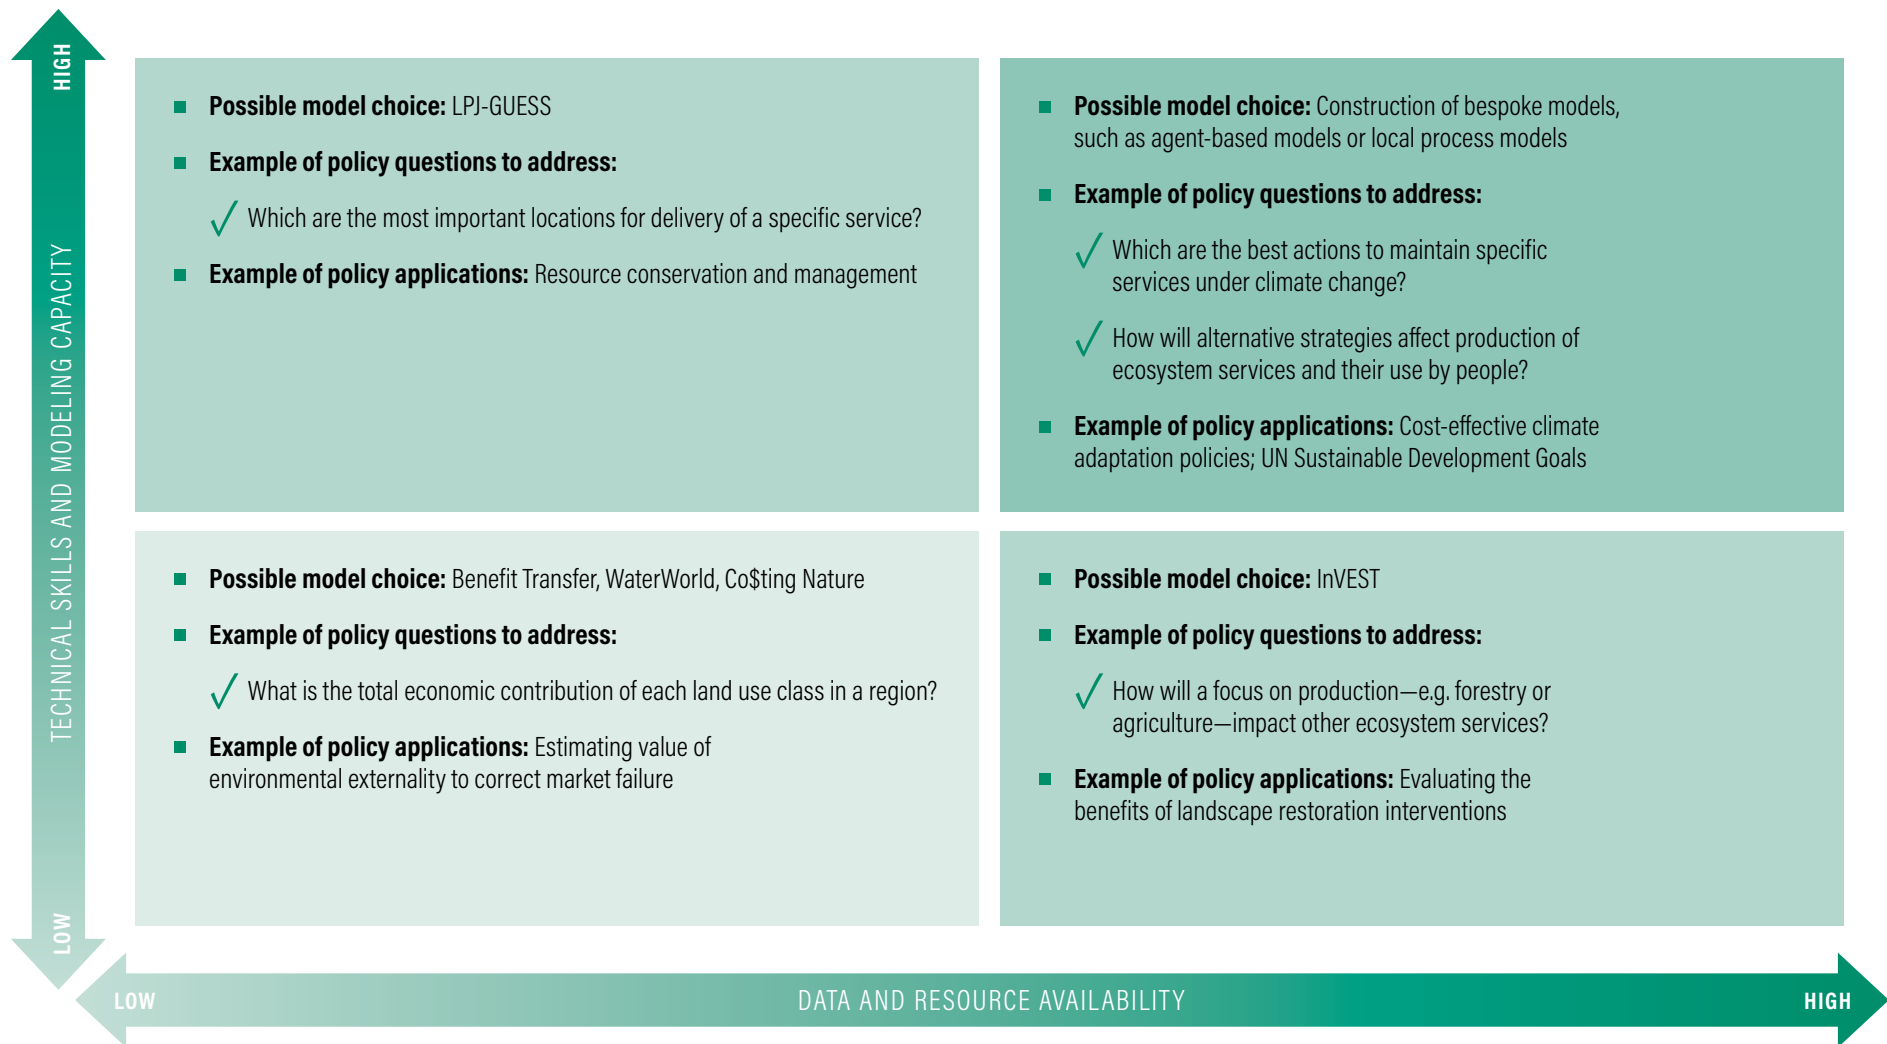 HIGH
TECHNICAL SKILLS AND MODELING CAPACITY
LOW
Possible model choice: LPJ-GUESS
Example of policy questions to address:
Which are the most important locations for delivery of a specific service?
Example of policy applications: Resource conservation and management
Possible model choice: Construction of bespoke models,
such as agent-based models or local process models
Example of policy questions to address:
Which are the best actions to maintain specific
services under climate change?
How will alternative strategies affect production of
ecosystem services and their use by people?
Example of policy applications: Cost-effective climate
adaptation policies; UN Sustainable Development Goals
Possible model choice: Benefit Transfer, WaterWorld, Co$ting Nature
Example of policy questions to address:
What is the total economic contribution of each land use class in a region?
Example of policy applications: Estimating value of
environmental externality to correct market failure
Possible model choice: InVEST
Example of policy questions to address:
How will a focus on production—e.g. forestry or
agriculture—impact other ecosystem services?
Example of policy applications: Evaluating the
benefits of landscape restoration interventions
LOW
DATA AND RESOURCE AVAILABILITY
HIGH